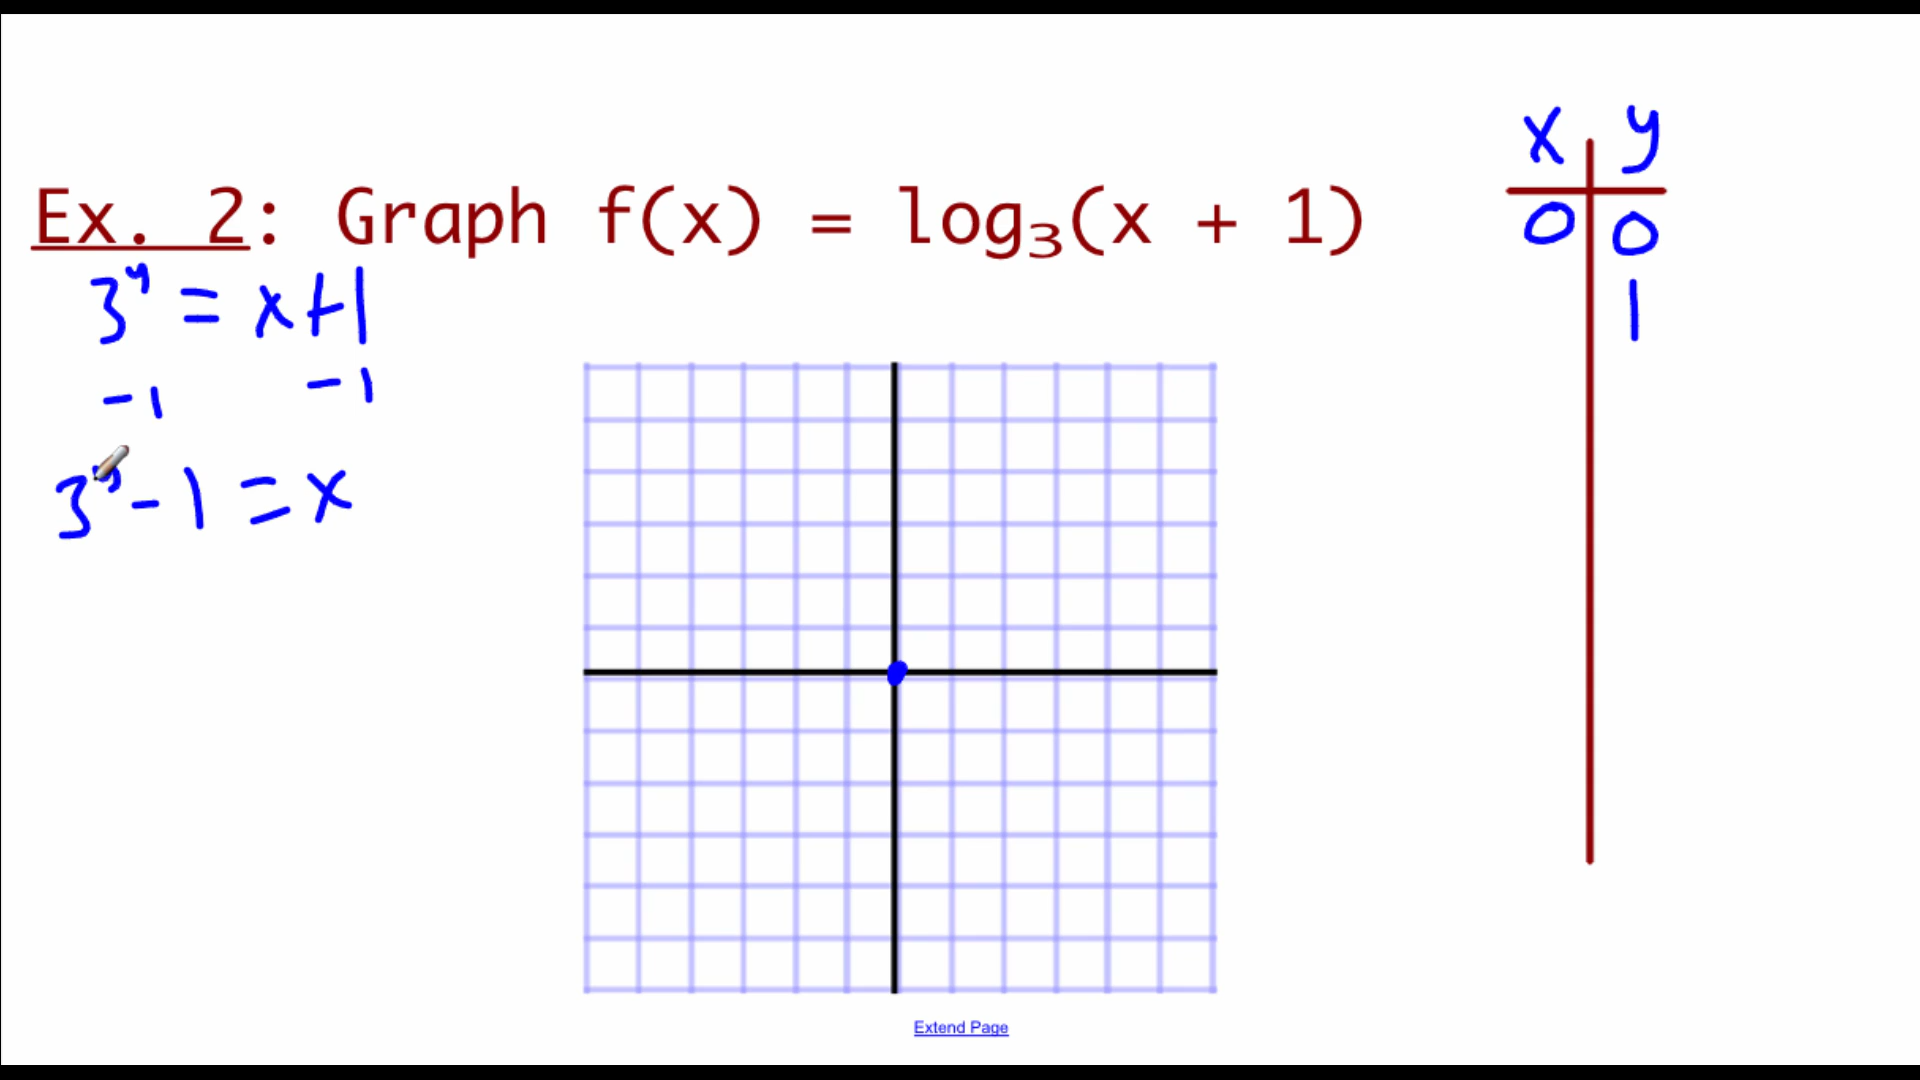 Ex. 2: Graph f(x) = log₃(x + 1)
3^y = x+1
-1 -1
3^y - 1 = x
x y
0 0
1
Extend Page